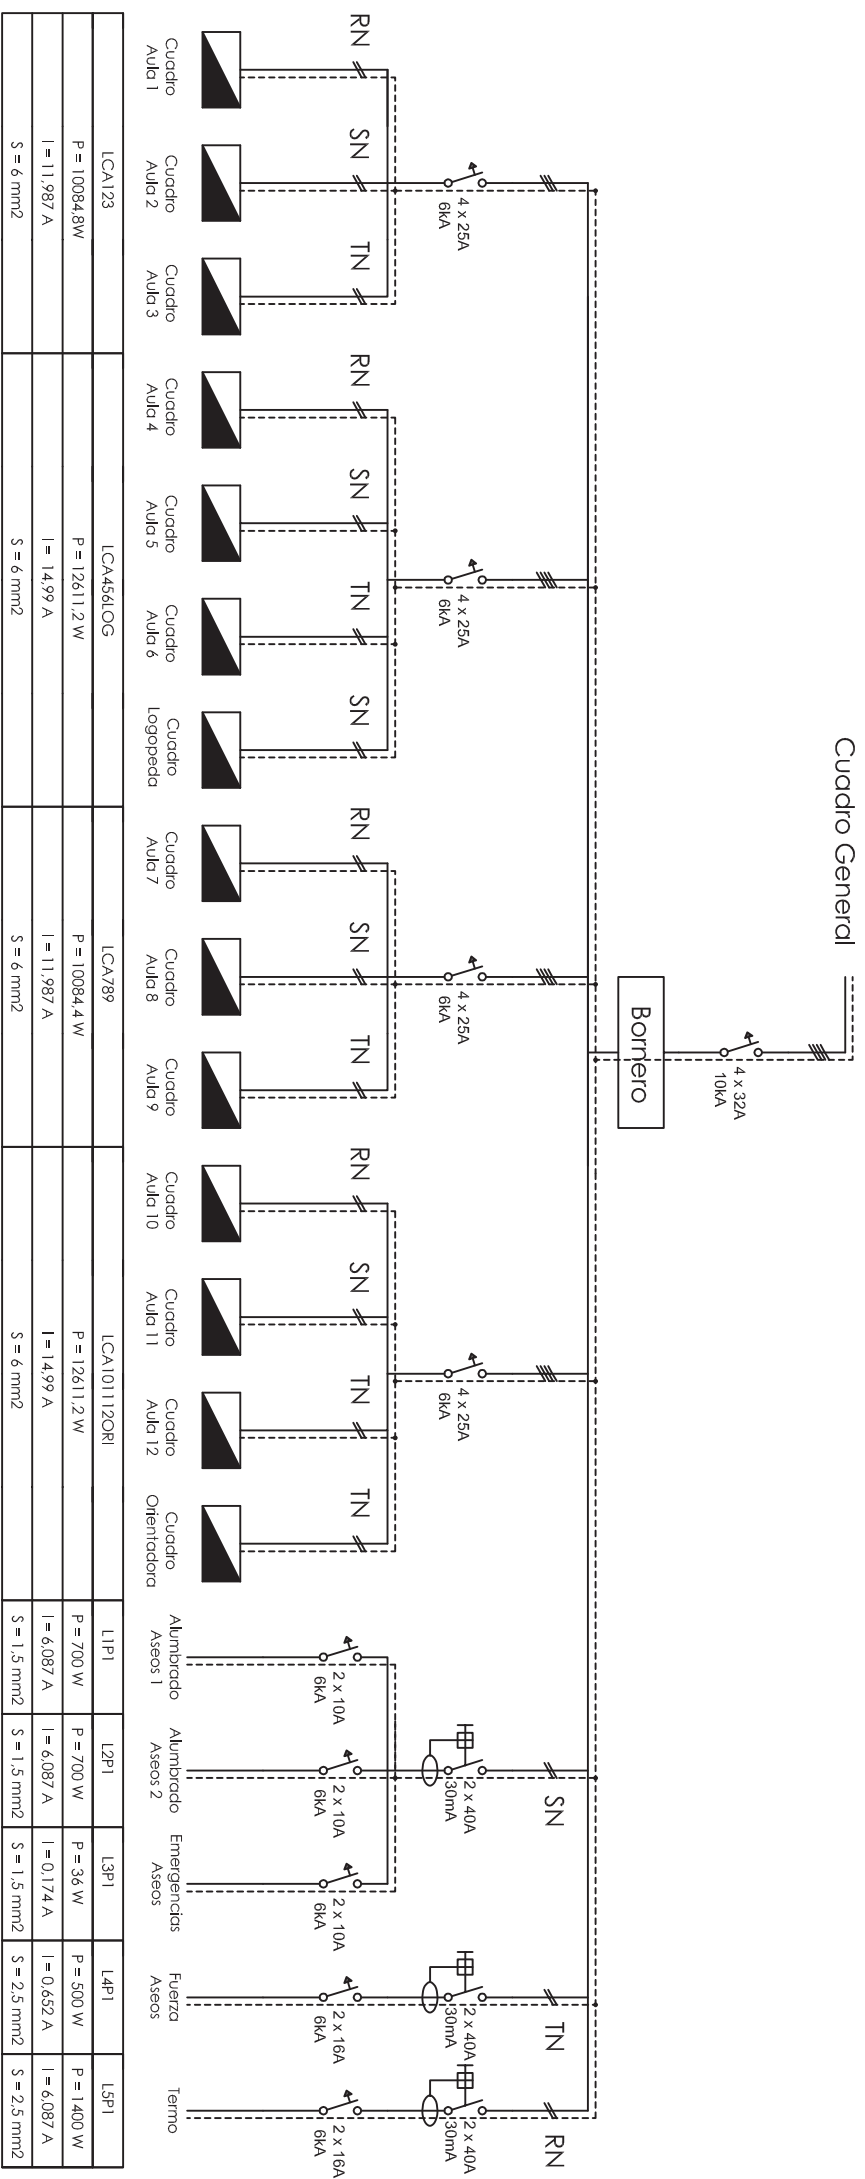 Cuadro General
4 x 32A
10kA
Bornero
4 x 25A
6kA
4 x 25A
6kA
4 x 25A
6kA
4 x 25A
6kA
SN
2 x 40A
30mA
TN
2 x 40A
30mA
RN
2 x 40A
30mA
RN
SN
TN
RN
SN
TN
SN
RN
SN
TN
RN
SN
TN
TN
2 x 10A
6kA
2 x 10A
6kA
2 x 10A
6kA
2 x 16A
6kA
2 x 16A
6kA
Cuadro
Aula 1
Cuadro
Aula 2
Cuadro
Aula 3
Cuadro
Aula 4
Cuadro
Aula 5
Cuadro
Aula 6
Cuadro
Logopeda
Cuadro
Aula 7
Cuadro
Aula 8
Cuadro
Aula 9
Cuadro
Aula 10
Cuadro
Aula 11
Cuadro
Aula 12
Cuadro
Orientadora
Alumbrado
Aseos 1
Alumbrado
Aseos 2
Emergencias
Aseos
Fuerza
Aseos
Termo
LCA123
P = 10084,8W
I = 11,987 A
S = 6 mm2
LCA456LOG
P = 12611,2 W
I = 14,99 A
S = 6 mm2
LCA789
P = 10084,4 W
I = 11,987 A
S = 6 mm2
LCA101112ORI
P = 12611,2 W
I = 14,99 A
S = 6 mm2
L1P1
P = 700 W
I = 6,087 A
S = 1,5 mm2
L2P1
P = 700 W
I = 6,087 A
S = 1,5 mm2
L3P1
P = 36 W
I = 0,174 A
S = 1,5 mm2
L4P1
P = 500 W
I = 0,652 A
S = 2,5 mm2
L5P1
P = 1400 W
I = 6,087 A
S = 2,5 mm2